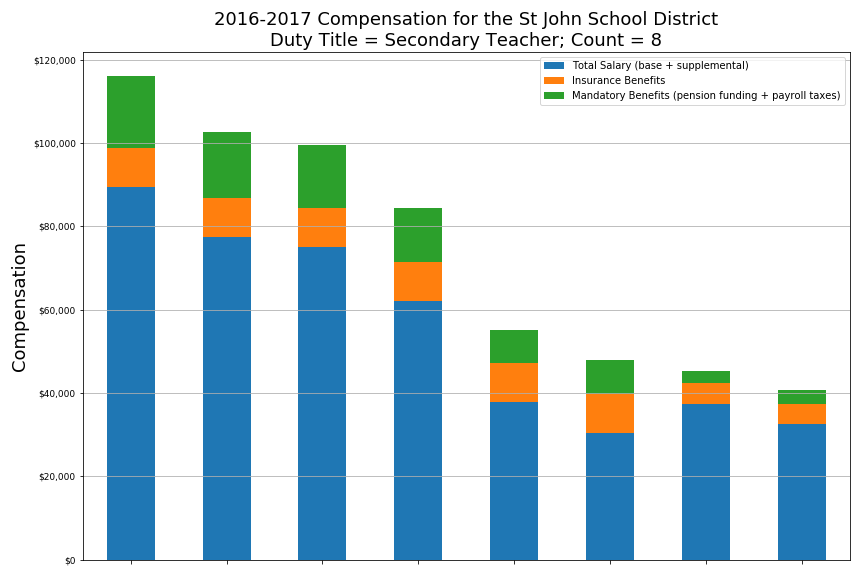 2016-2017 Compensation for the St John School District
Duty Title = Secondary Teacher; Count = 8
Total Salary (base + supplemental)
Insurance Benefits
Mandatory Benefits (pension funding + payroll taxes)
Compensation
$120,000
$100,000
$80,000
$60,000
$40,000
$20,000
$0